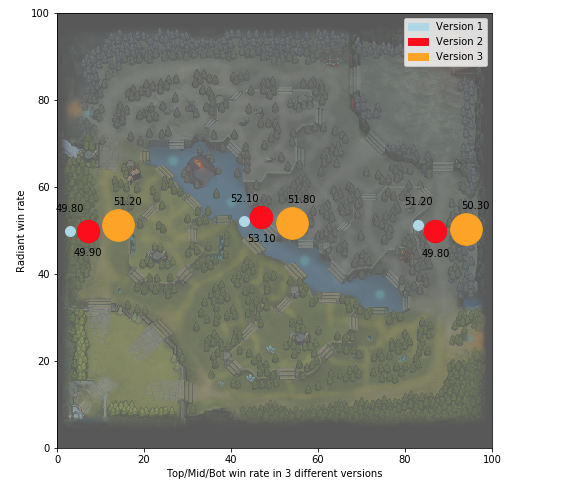 100
Version 1
Version 2
Version 3
80
60
40
20
0
Radiant win rate
49.80
51.20
52.10
51.80
51.20
50.30
49.90
53.10
49.80
0 20 40 60 80 100
Top/Mid/Bot win rate in 3 different versions